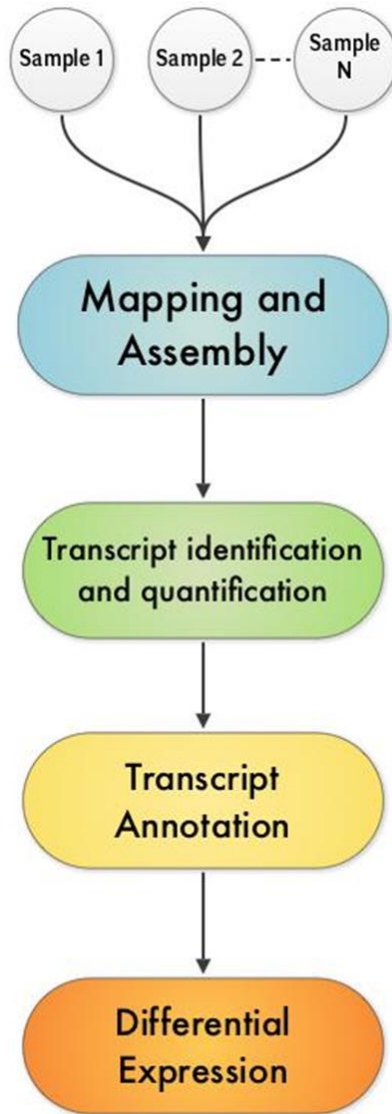 Sample 1
Sample 2
Sample
N
Mapping and
Assembly
Transcript identification
and quantification
Transcript
Annotation
Differential
Expression